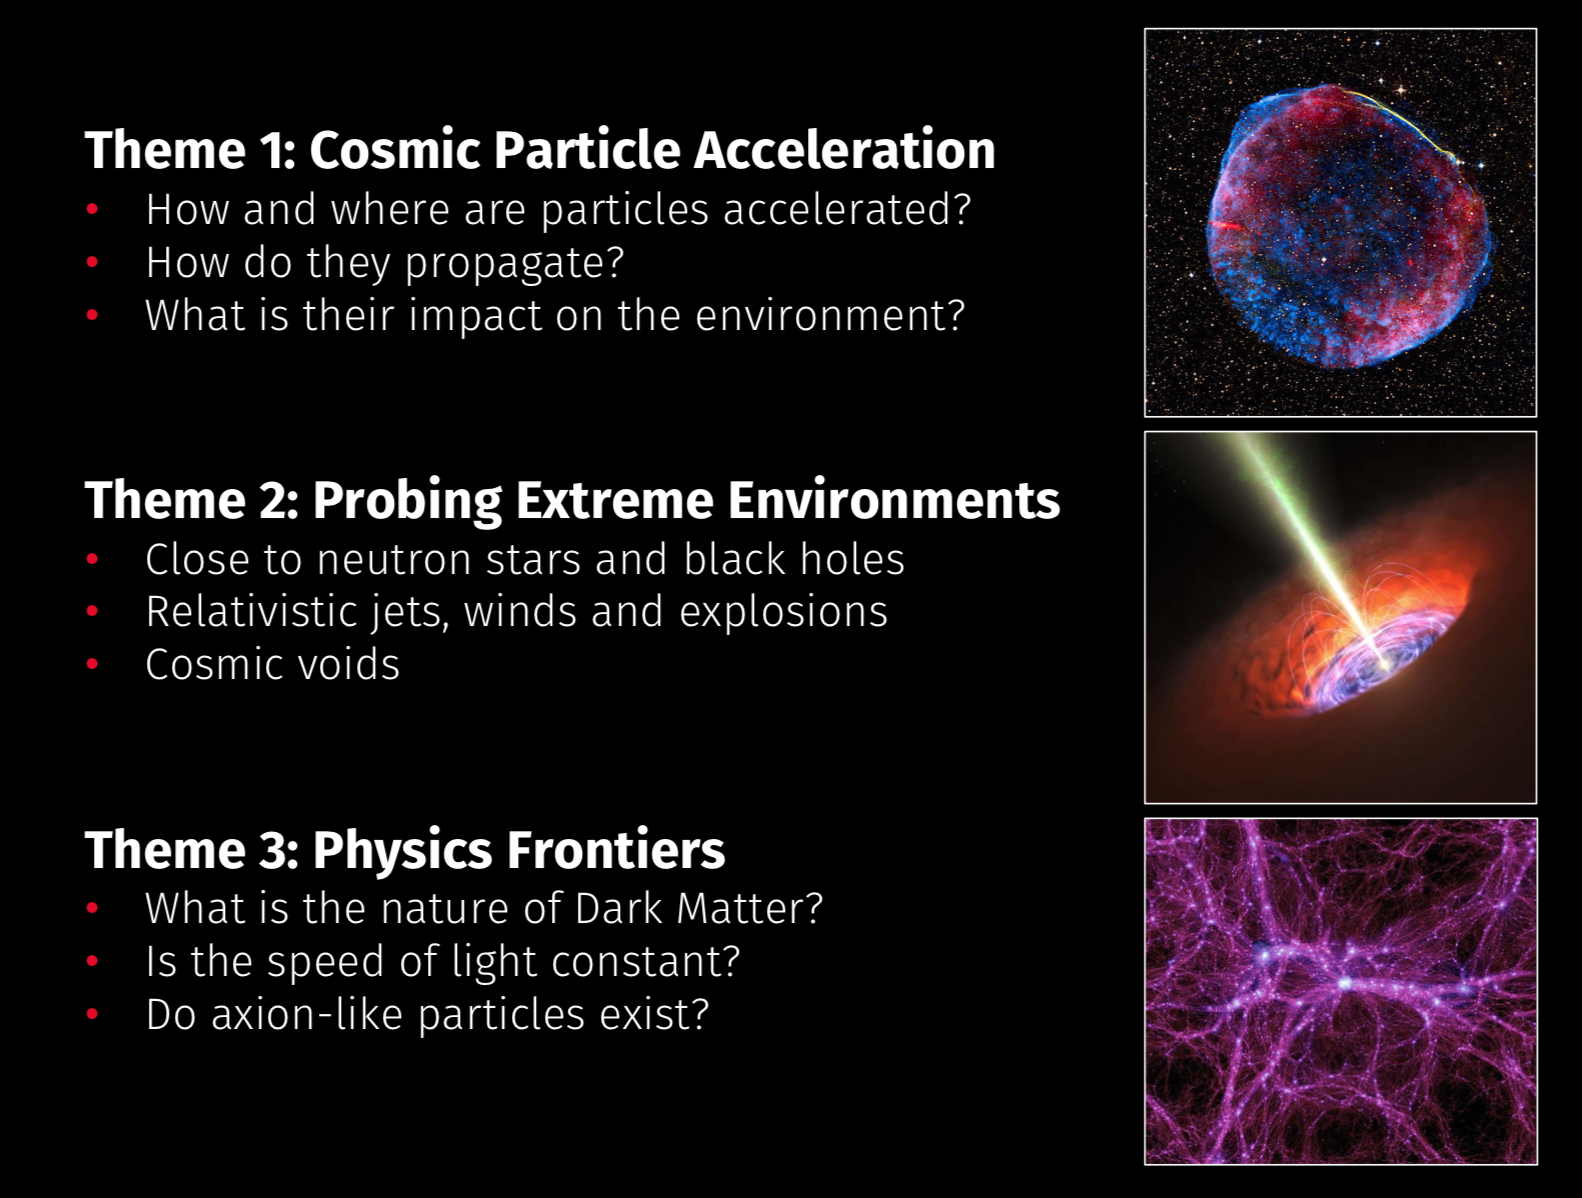 Theme 1: Cosmic Particle Acceleration
• How and where are particles accelerated?
• How do they propagate?
• What is their impact on the environment?
Theme 2: Probing Extreme Environments
• Close to neutron stars and black holes
• Relativistic jets, winds and explosions
• Cosmic voids
Theme 3: Physics Frontiers
• What is the nature of Dark Matter?
• Is the speed of light constant?
• Do axion-like particles exist?